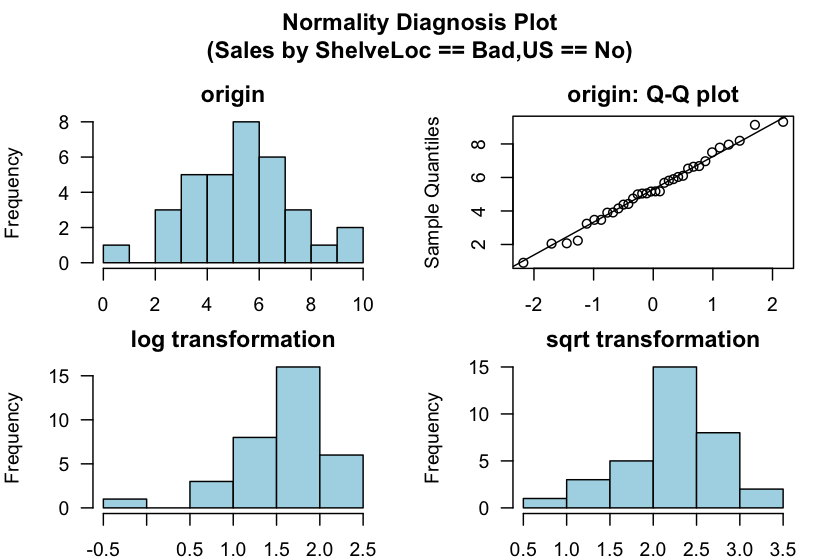 Normality Diagnosis Plot
(Sales by ShelveLoc == Bad,US == No)
origin
Frequency
0 2 4 6 8
0 2 4 6 8 10
origin: Q-Q plot
Sample Quantiles
2 4 6 8
-2 -1 0 1 2
log transformation
Frequency
0 5 10 15
-0.5 0.5 1.0 1.5 2.0 2.5
sqrt transformation
Frequency
0 5 10 15
0.5 1.0 1.5 2.0 2.5 3.0 3.5